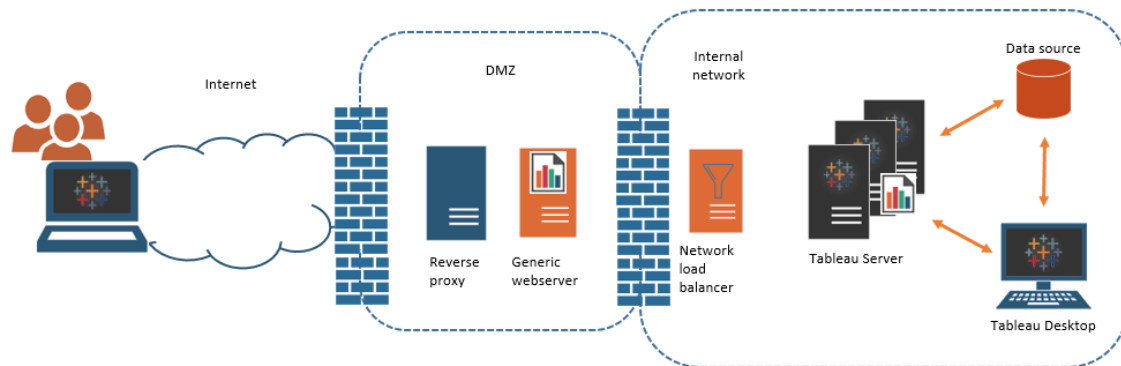 Internet
DMZ
Internal
network
Data source
Reverse
proxy
Generic
webserver
Network
load
balancer
Tableau Server
Tableau Desktop